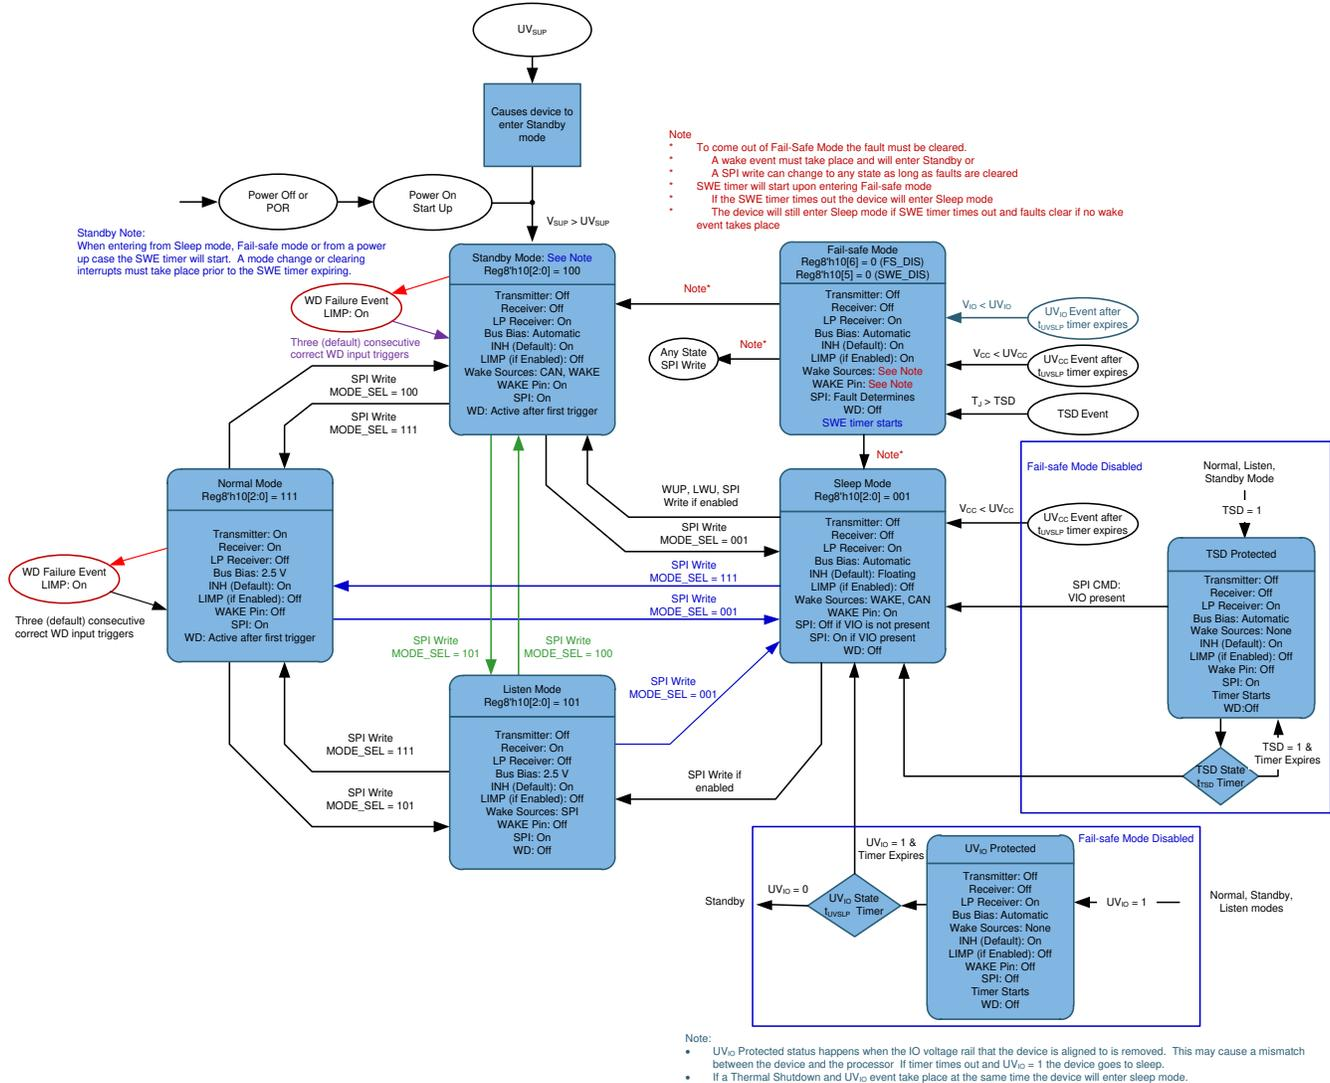 UVSUP
Causes device to
enter Standby
mode
Power Off or
POR
Power On
Start Up
VSUP > UVSUP
Note
* To come out of Fail-Safe Mode the fault must be cleared.
* A wake event must take place and will enter Standby or
* A SPI write can change to any state as long as faults are cleared
* SWE timer will start upon entering Fail-safe mode
* If the SWE timer times out the device will enter Sleep mode
* The device will still enter Sleep mode if SWE timer times out and faults clear if no wake
event takes place
Standby Note:
When entering from Sleep mode, Fail-safe mode or from a power
up case the SWE timer will start. A mode change or clearing
interrupts must take place prior to the SWE timer expiring.
Standby Mode: See Note
Reg8'h10[2:0] = 100
Transmitter: Off
Receiver: Off
LP Receiver: On
Bus Bias: Automatic
INH (Default): On
LIMP (if Enabled): Off
Wake Sources: CAN, WAKE
WAKE Pin: On
SPI: On
WD: Active after first trigger
WD Failure Event
LIMP: On
Three (default) consecutive
correct WD input triggers
SPI Write
MODE_SEL = 100
SPI Write
MODE_SEL = 111
Fail-safe Mode
Reg8'h10[6] = 0 (FS_DIS)
Reg8'h10[5] = 0 (SWE_DIS)
Transmitter: Off
Receiver: Off
LP Receiver: On
Bus Bias: Automatic
INH (Default): On
LIMP (if Enabled): On
Wake Sources: See Note
WAKE Pin: See Note
SPI: Fault Determines
WD: Off
SWE timer starts
Note*
Note*
Any State
SPI Write
VIO < UVIO
UVIO Event after
tUVSLP timer expires
VCC < UVCC
UVCC Event after
tUVSLP timer expires
TJ > TSD
TSD Event
Note*
Normal Mode
Reg8'h10[2:0] = 111
Transmitter: On
Receiver: On
LP Receiver: Off
Bus Bias: 2.5 V
INH (Default): On
LIMP (if Enabled): Off
WAKE Pin: Off
SPI: On
WD: Active after first trigger
WD Failure Event
LIMP: On
Three (default) consecutive
correct WD input triggers
WUP, LWU, SPI
Write if enabled
SPI Write
MODE_SEL = 001
SPI Write
MODE_SEL = 111
SPI Write
MODE_SEL = 001
Sleep Mode
Reg8'h10[2:0] = 001
Transmitter: Off
Receiver: Off
LP Receiver: On
Bus Bias: Automatic
INH (Default): Floating
LIMP (if Enabled): Off
Wake Sources: WAKE, CAN
WAKE Pin: On
SPI: Off if VIO is not present
SPI: On if VIO present
WD: Off
Fail-safe Mode Disabled
Normal, Listen,
Standby Mode
TSD = 1
VCC < UVCC
UVCC Event after
tUVSLP timer expires
TSD Protected
Transmitter: Off
Receiver: Off
LP Receiver: On
Bus Bias: Automatic
Wake Sources: None
INH (Default): On
LIMP (if Enabled): Off
Wake Pin: Off
SPI: On
Timer Starts
WD:Off
SPI CMD:
VIO present
TSD State
tTSD Timer
TSD = 1 &
Timer Expires
SPI Write
MODE_SEL = 101
SPI Write
MODE_SEL = 100
SPI Write
MODE_SEL = 001
Listen Mode
Reg8'h10[2:0] = 101
Transmitter: Off
Receiver: On
LP Receiver: Off
Bus Bias: 2.5 V
INH (Default): On
LIMP (if Enabled): Off
Wake Sources: SPI
WAKE Pin: Off
SPI: On
WD: Off
SPI Write
MODE_SEL = 111
SPI Write
MODE_SEL = 101
SPI Write if
enabled
UVIO = 1 &
Timer Expires
Fail-safe Mode Disabled
UVIO Protected
Transmitter: Off
Receiver: Off
LP Receiver: On
Bus Bias: Automatic
Wake Sources: None
INH (Default): On
LIMP (if Enabled): Off
WAKE Pin: Off
SPI: Off
Timer Starts
WD: Off
Standby
UVIO = 0
UVIO State
tUVSLP Timer
UVIO = 1
Normal, Standby,
Listen modes
Note:
• UVIO Protected status happens when the IO voltage rail that the device is aligned to is removed. This may cause a mismatch
between the device and the processor If timer times out and UVIO = 1 the device goes to sleep.
• If a Thermal Shutdown and UVIO event take place at the same time the device will enter sleep mode.